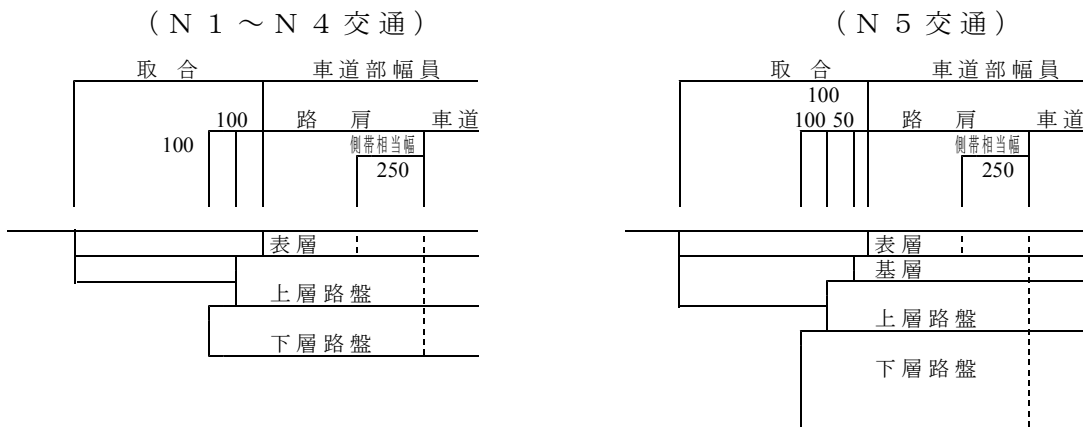 (N1～N4交通)
取合 車道部幅員
100 路肩 車道
100 側帯相当幅
250
表層
上層路盤
下層路盤
(N5交通)
取合 車道部幅員
100
100 50 路肩 車道
側帯相当幅
250
表層
基層
上層路盤
下層路盤